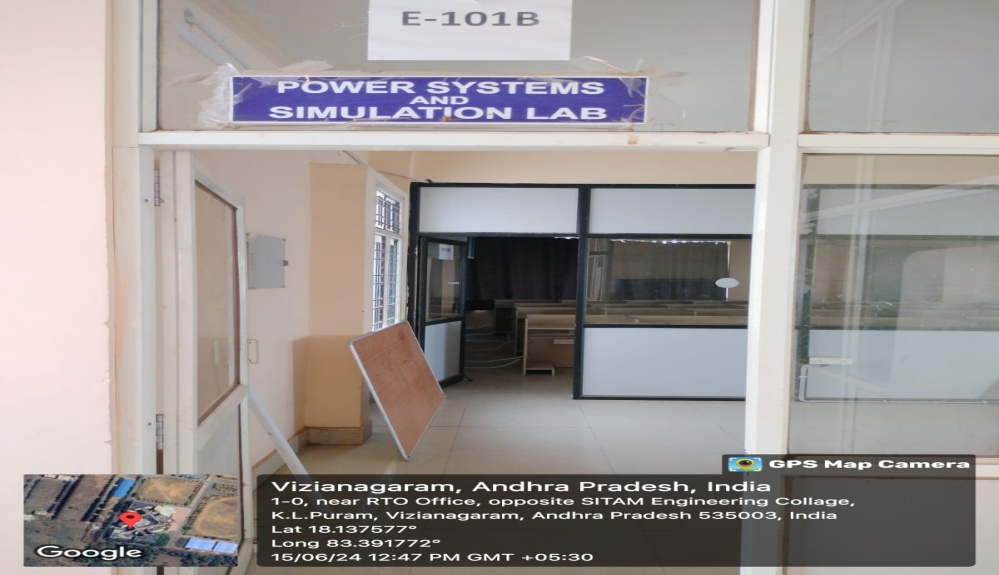 E-101B
POWER SYSTEMS
AND
SIMULATION LAB
GPS Map Camera
Vizianagaram, Andhra Pradesh, India
1-0, near RTO Office, opposite SITAM Engineering Collage,
K.L.Puram, Vizianagaram, Andhra Pradesh 535003, India
Lat 18.137577°
Long 83.391772°
15/06/24 12:47 PM GMT +05:30
Google